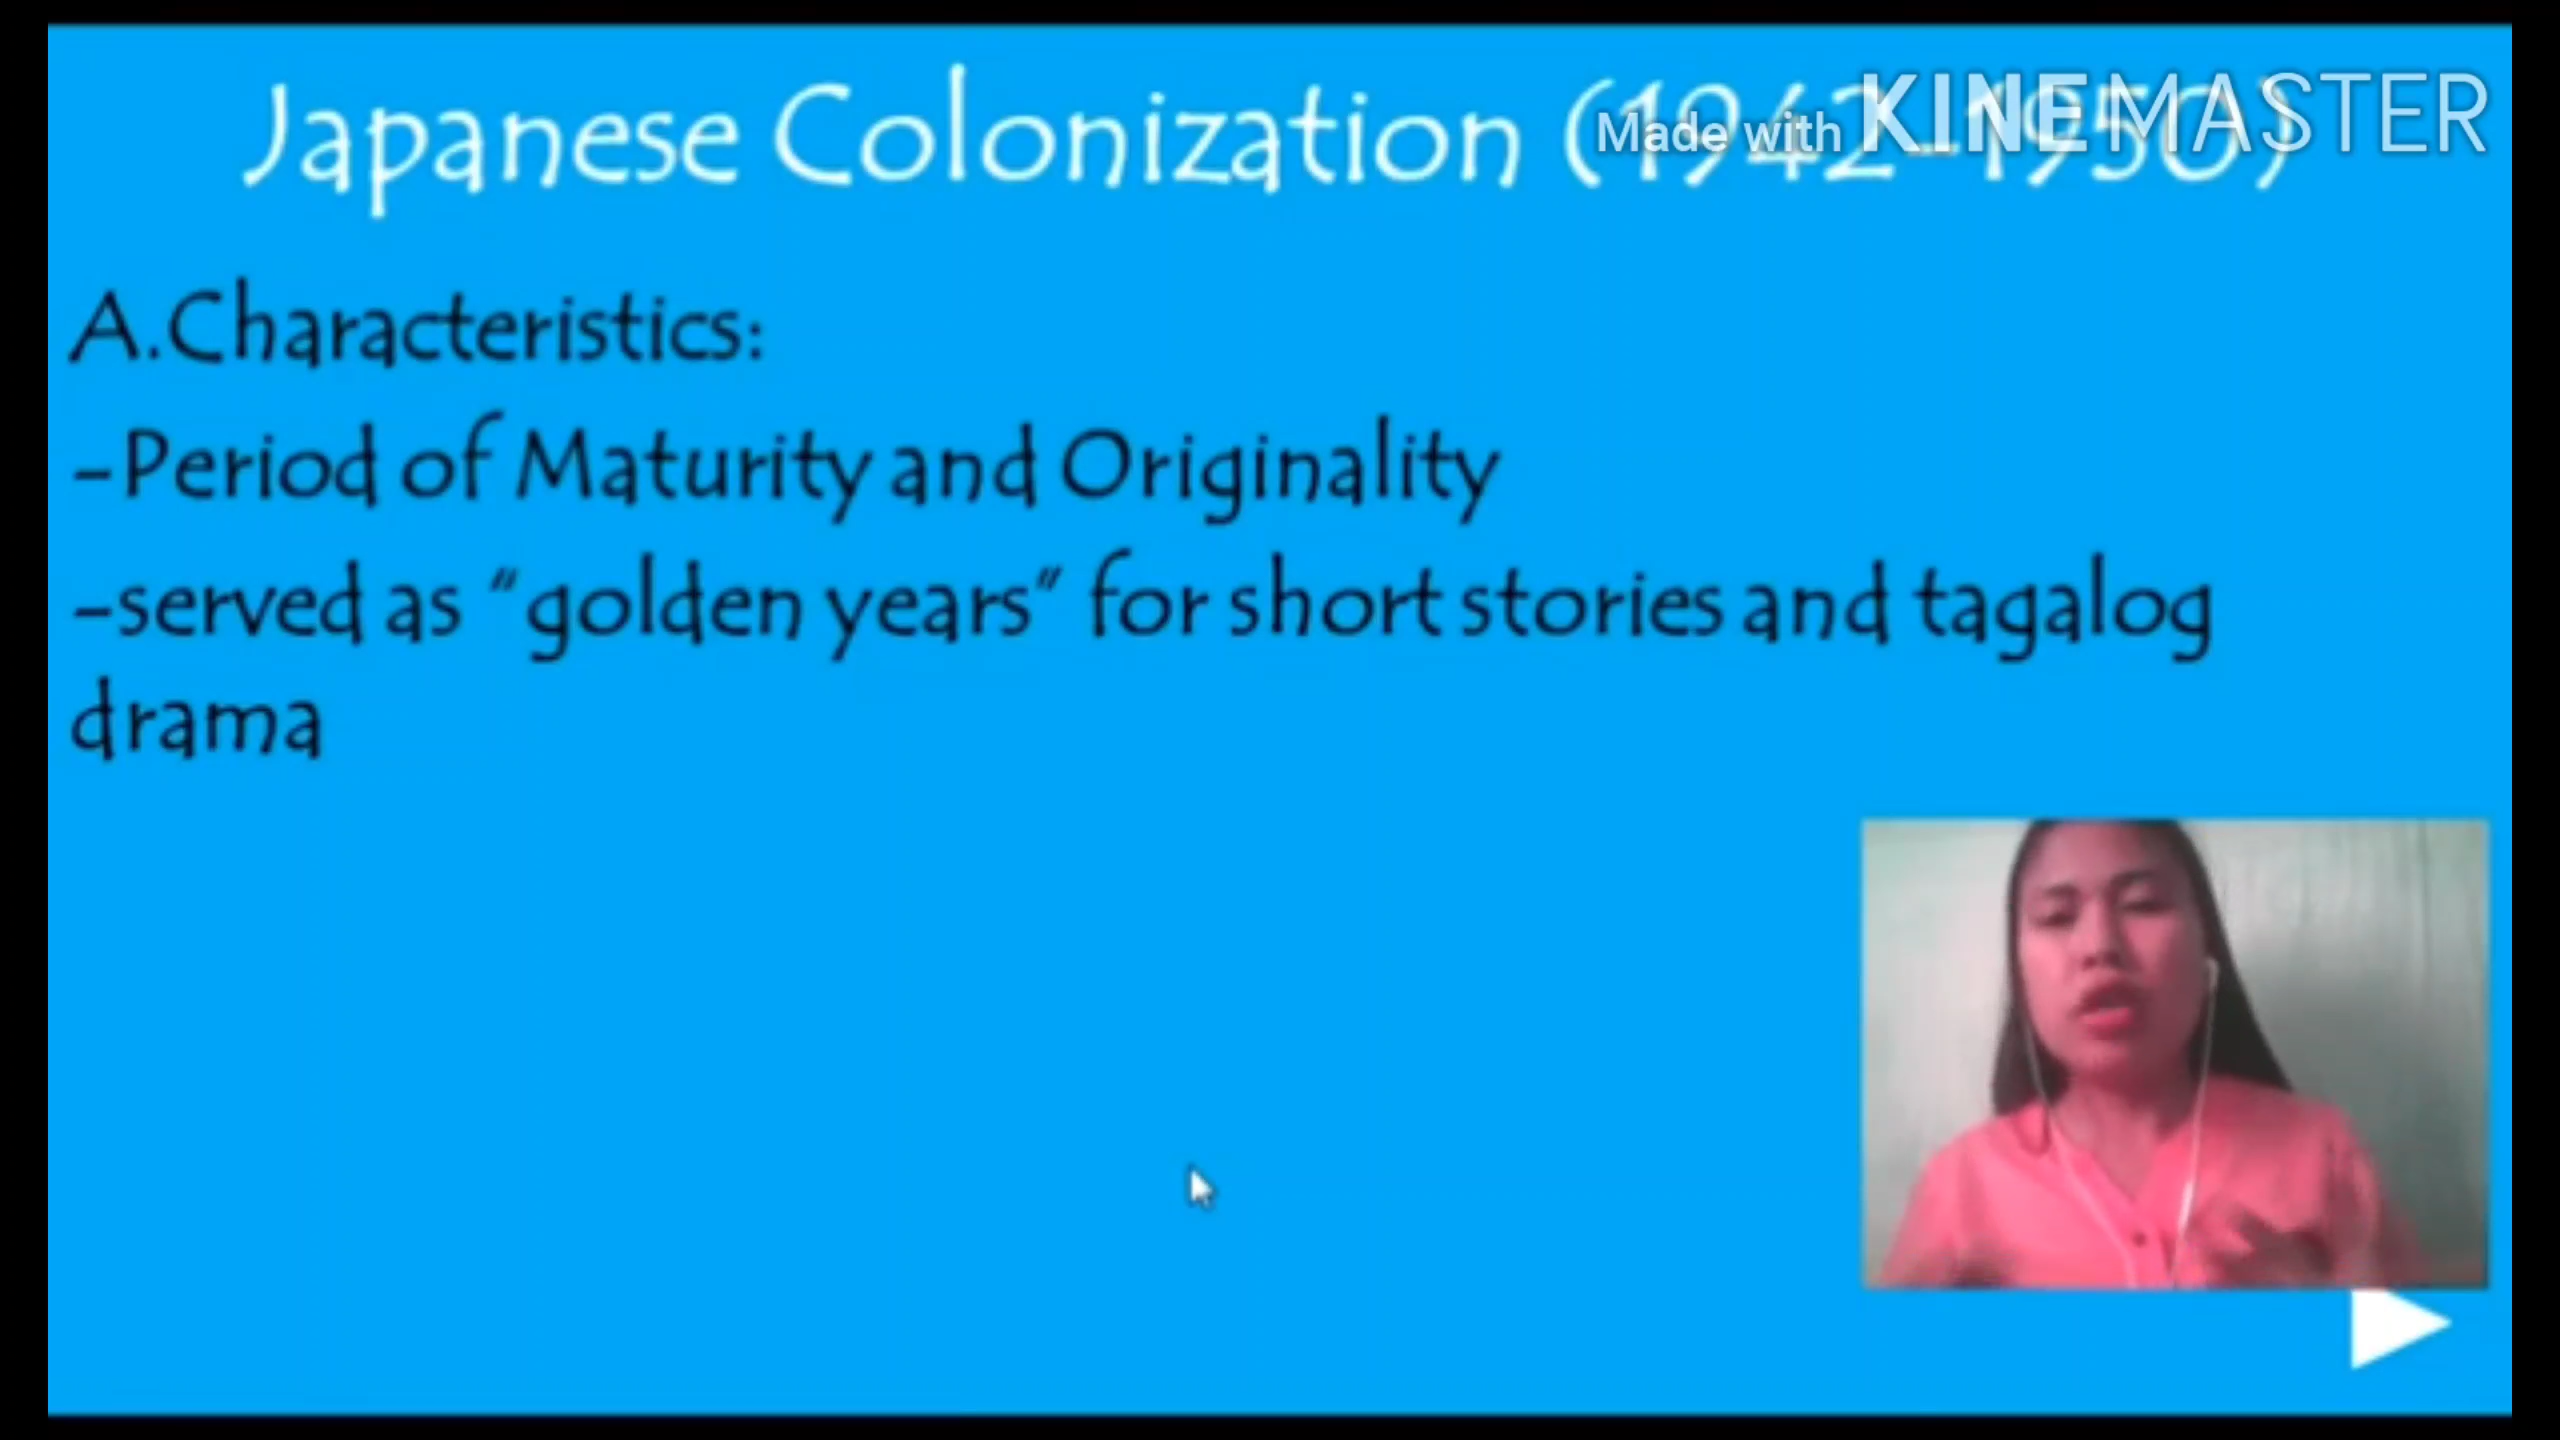 Japanese Colonization (1942-1950)
Made with KINEMASTER
A.Characteristics:
-Period of Maturity and Originality
-served as "golden years" for short stories and tagalog
drama